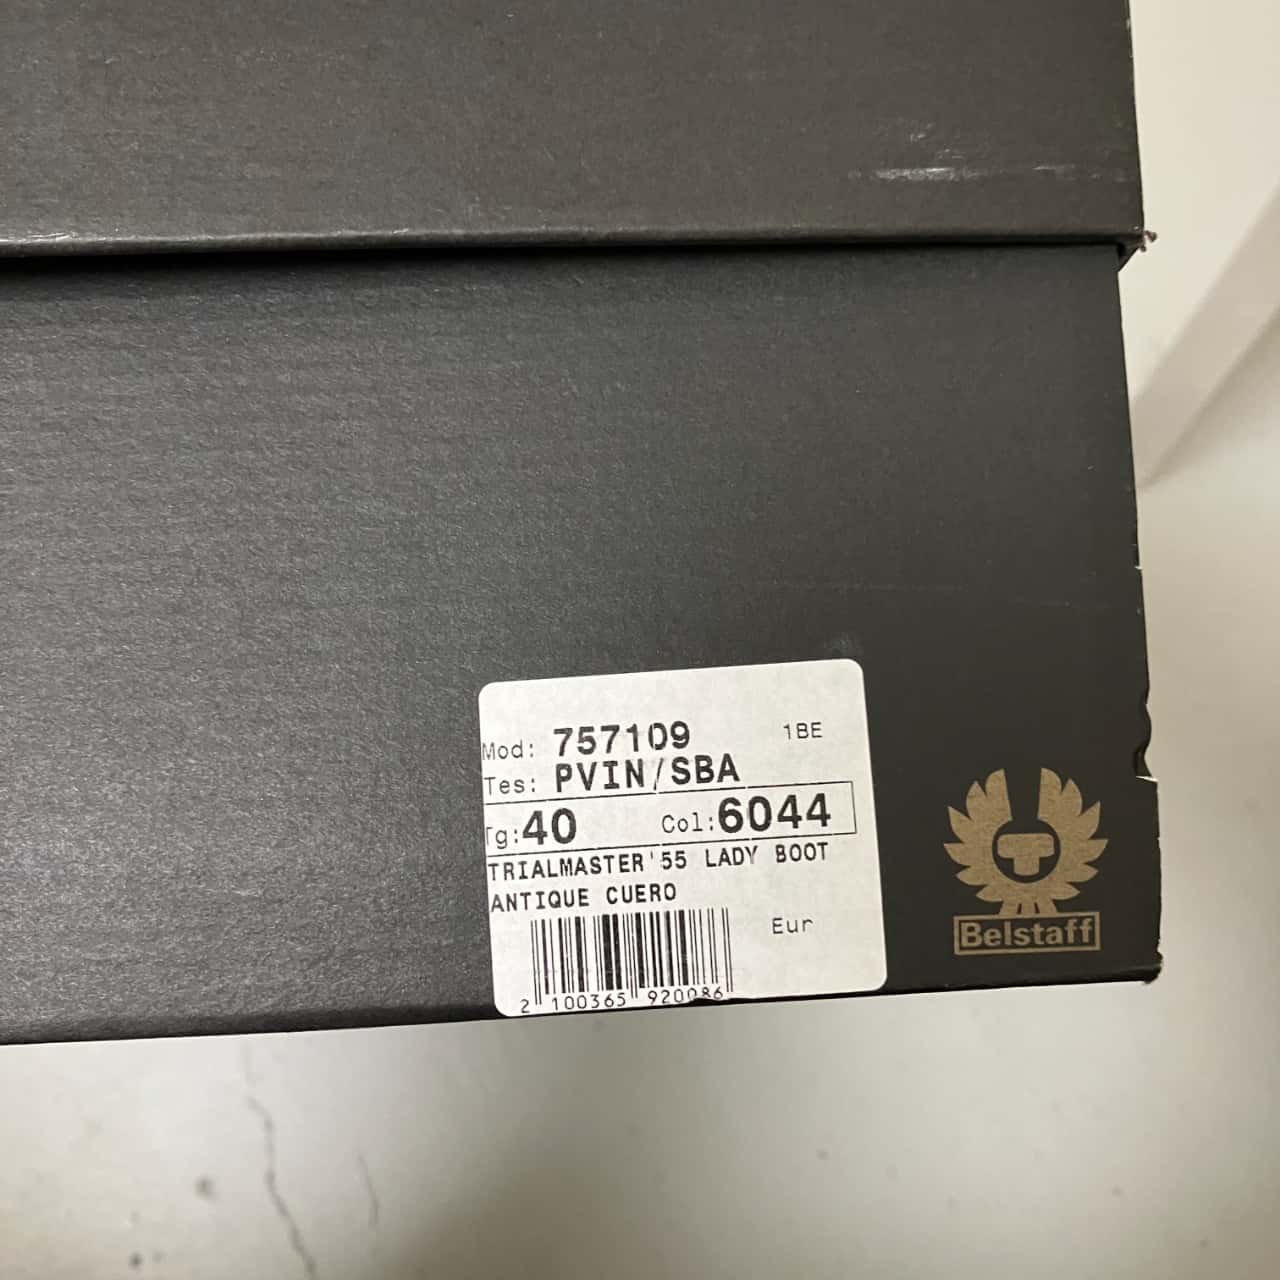 Mod: 757109 1BE
Tes: PVIN/SBA
Tg: 40 Col: 6044
TRIALMASTER'55 LADY BOOT
ANTIQUE CUERO
Eur
2 100365 920086
Belstaff